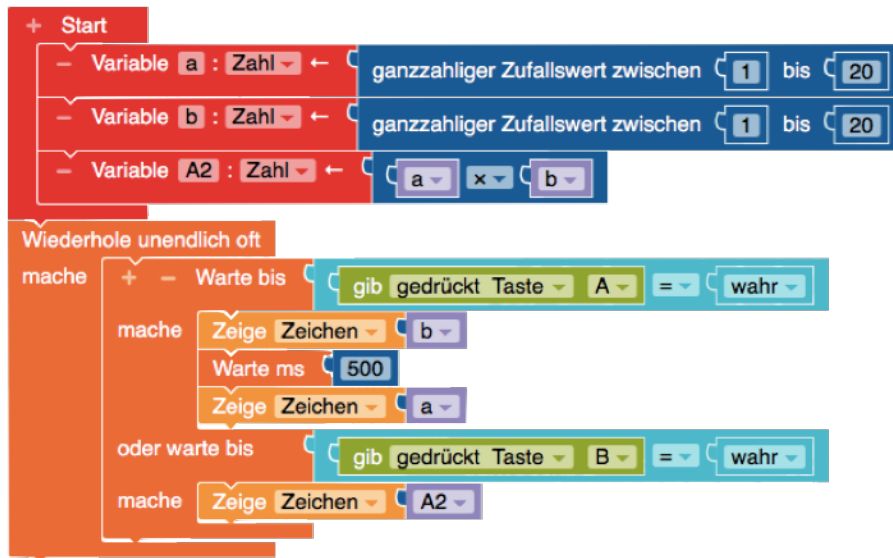 + Start
− Variable a : Zahl ← ganzzahliger Zufallswert zwischen 1 bis 20
− Variable b : Zahl ← ganzzahliger Zufallswert zwischen 1 bis 20
− Variable A2 : Zahl ← a × b
Wiederhole unendlich oft
mache + − Warte bis gib gedrückt Taste A = wahr
mache Zeige Zeichen b
Warte ms 500
Zeige Zeichen a
oder warte bis gib gedrückt Taste B = wahr
mache Zeige Zeichen A2